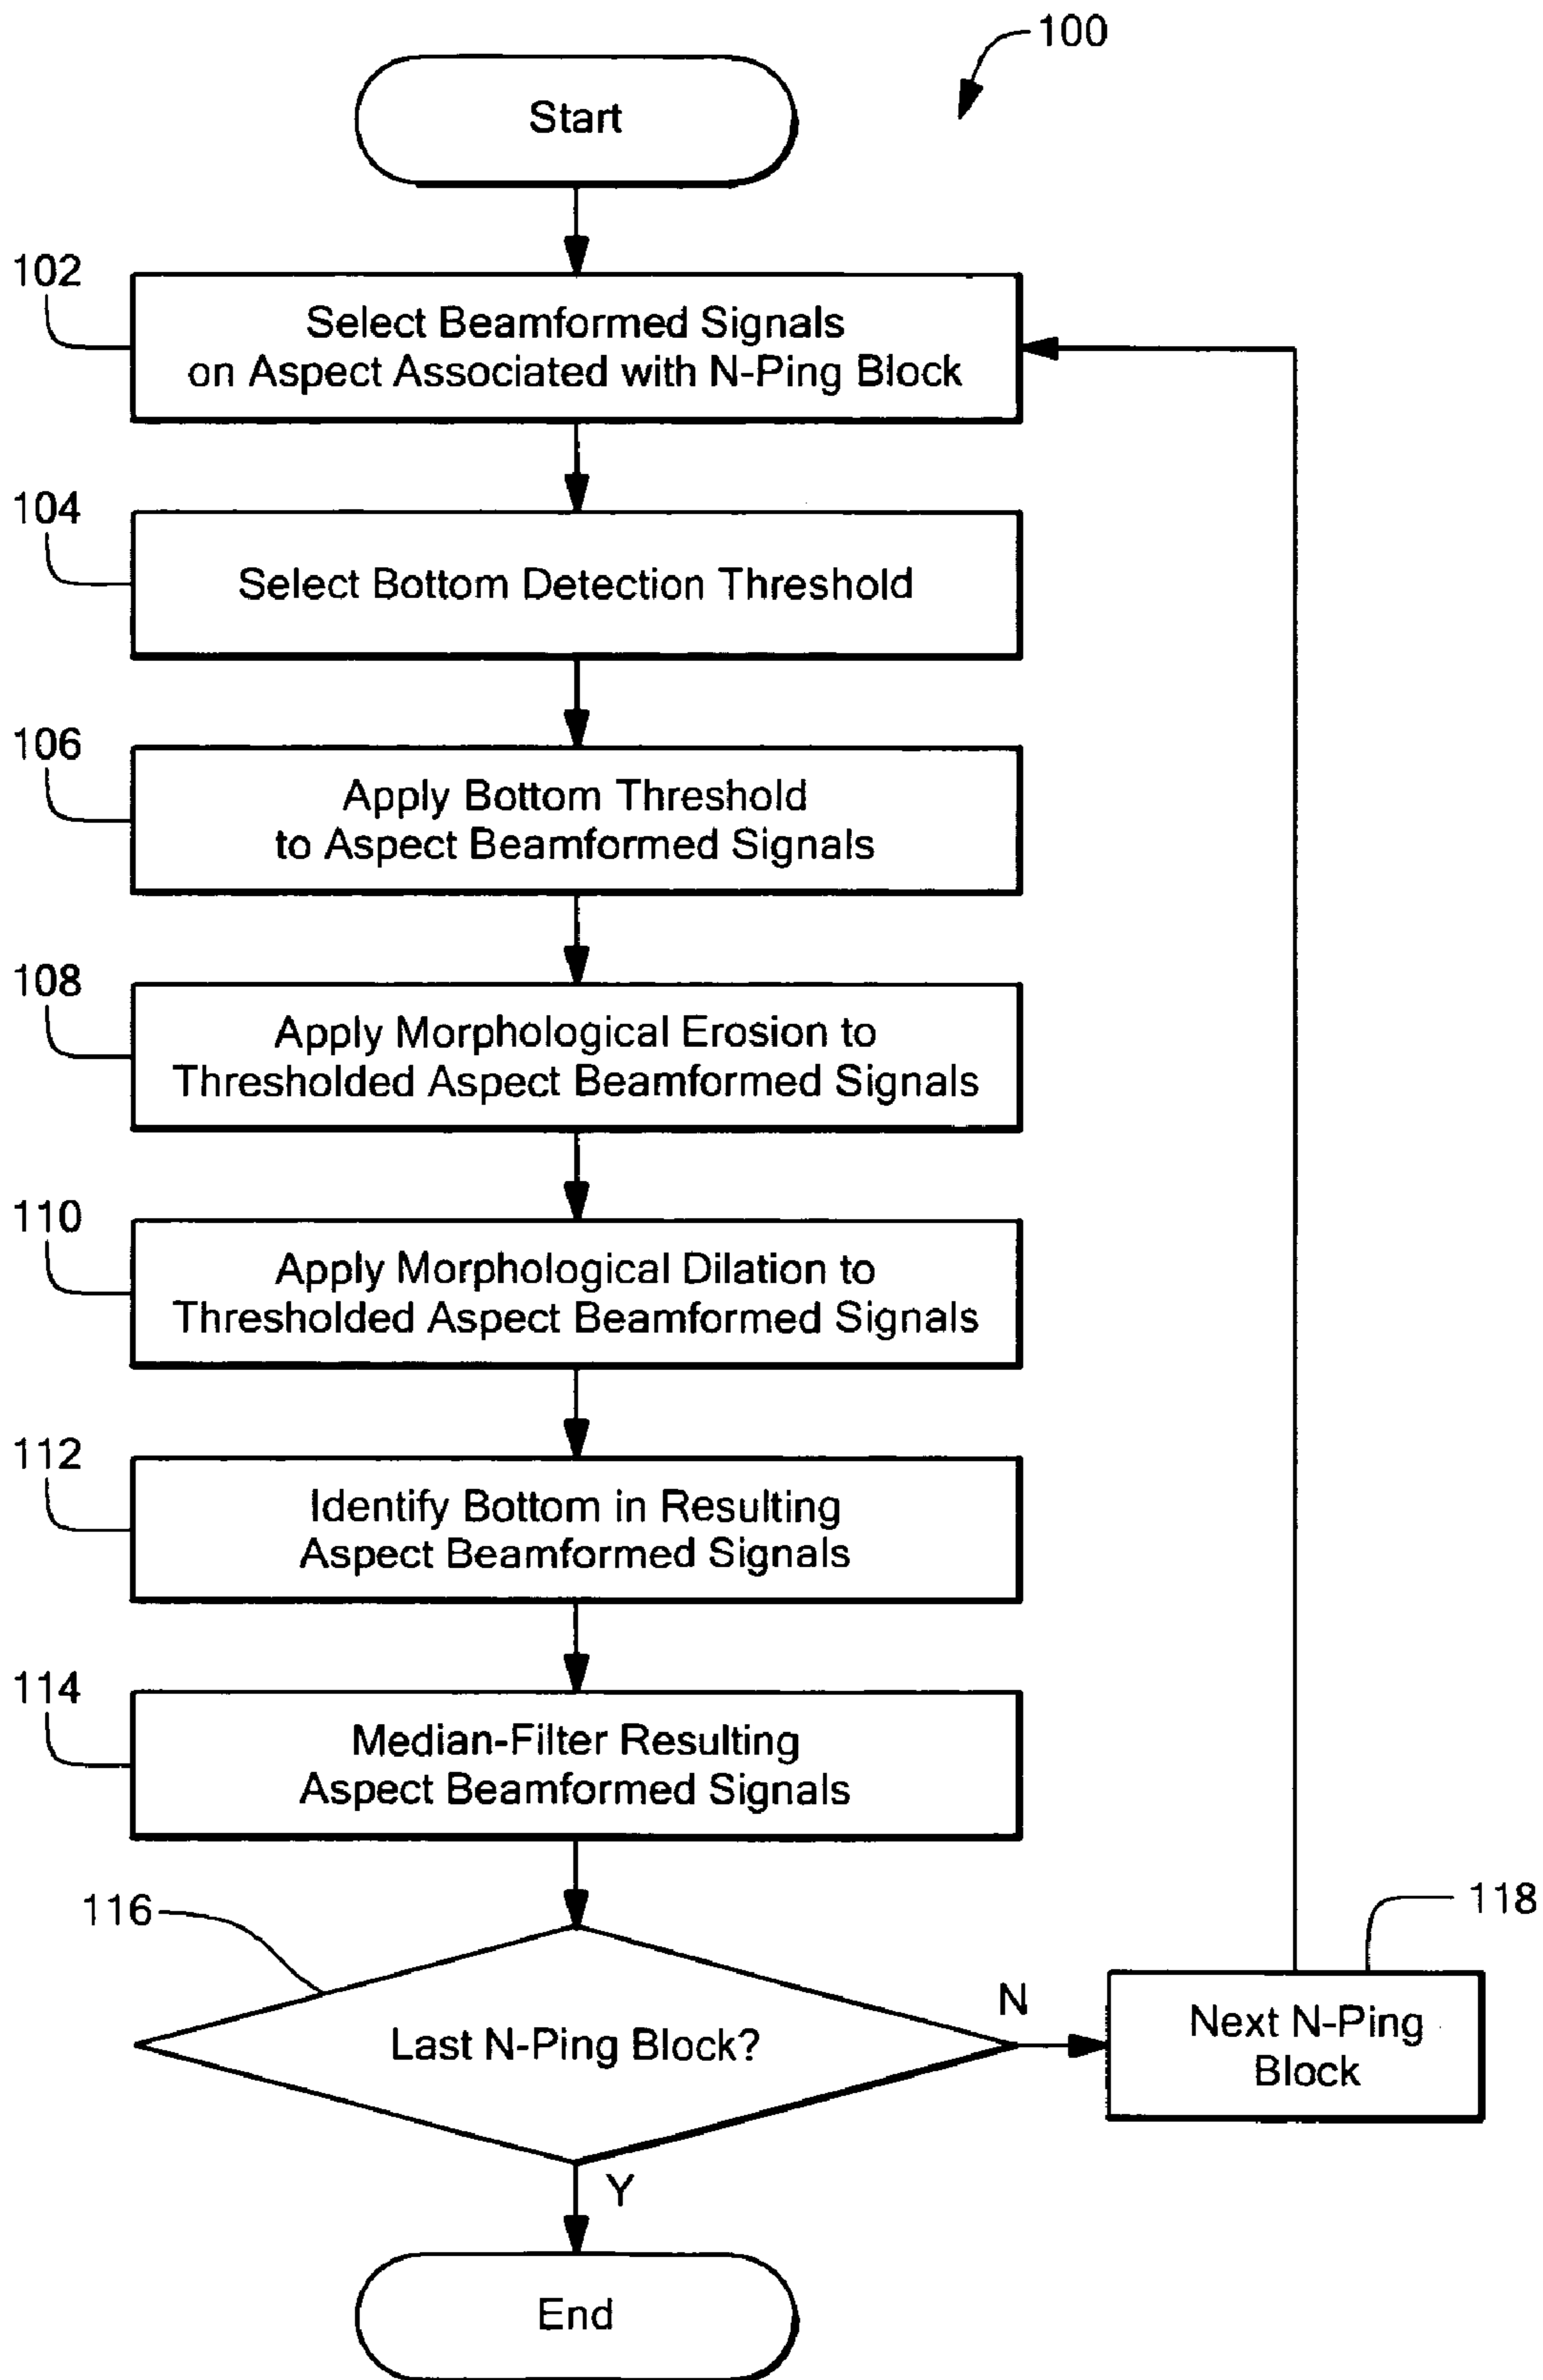 100
Start
102
Select Beamformed Signals
on Aspect Associated with N-Ping Block
104
Select Bottom Detection Threshold
106
Apply Bottom Threshold
to Aspect Beamformed Signals
108
Apply Morphological Erosion to
Thresholded Aspect Beamformed Signals
110
Apply Morphological Dilation to
Thresholded Aspect Beamformed Signals
112
Identify Bottom in Resulting
Aspect Beamformed Signals
114
Median-Filter Resulting
Aspect Beamformed Signals
116
Last N-Ping Block?
N
118
Next N-Ping
Block
Y
End